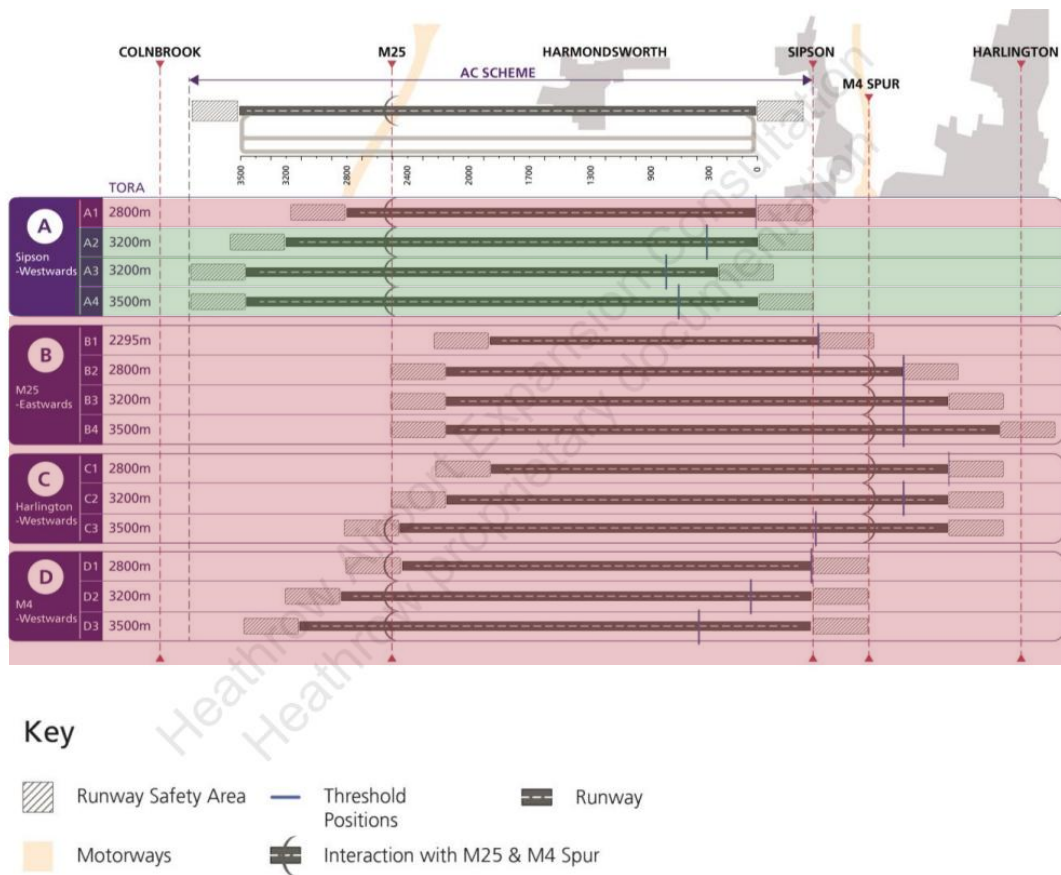 COLNBROOK M25 HARMONDSWORTH SIPSON HARLINGTON
AC SCHEME
M4 SPUR
3500 3200 2800 2400 2000 1700 1300 900 300 0
TORA
A
Sipson
-Westwards
A1 2800m
A2 3200m
A3 3200m
A4 3500m
B
M25
-Eastwards
B1 2295m
B2 2800m
B3 3200m
B4 3500m
C
Harlington
-Westwards
C1 2800m
C2 3200m
C3 3500m
D
M4
-Westwards
D1 2800m
D2 3200m
D3 3500m
Heathrow Airport Expansion Consultation
Heathrow proprietary documentation
Key
Runway Safety Area
Threshold
Positions
Runway
Motorways
Interaction with M25 & M4 Spur